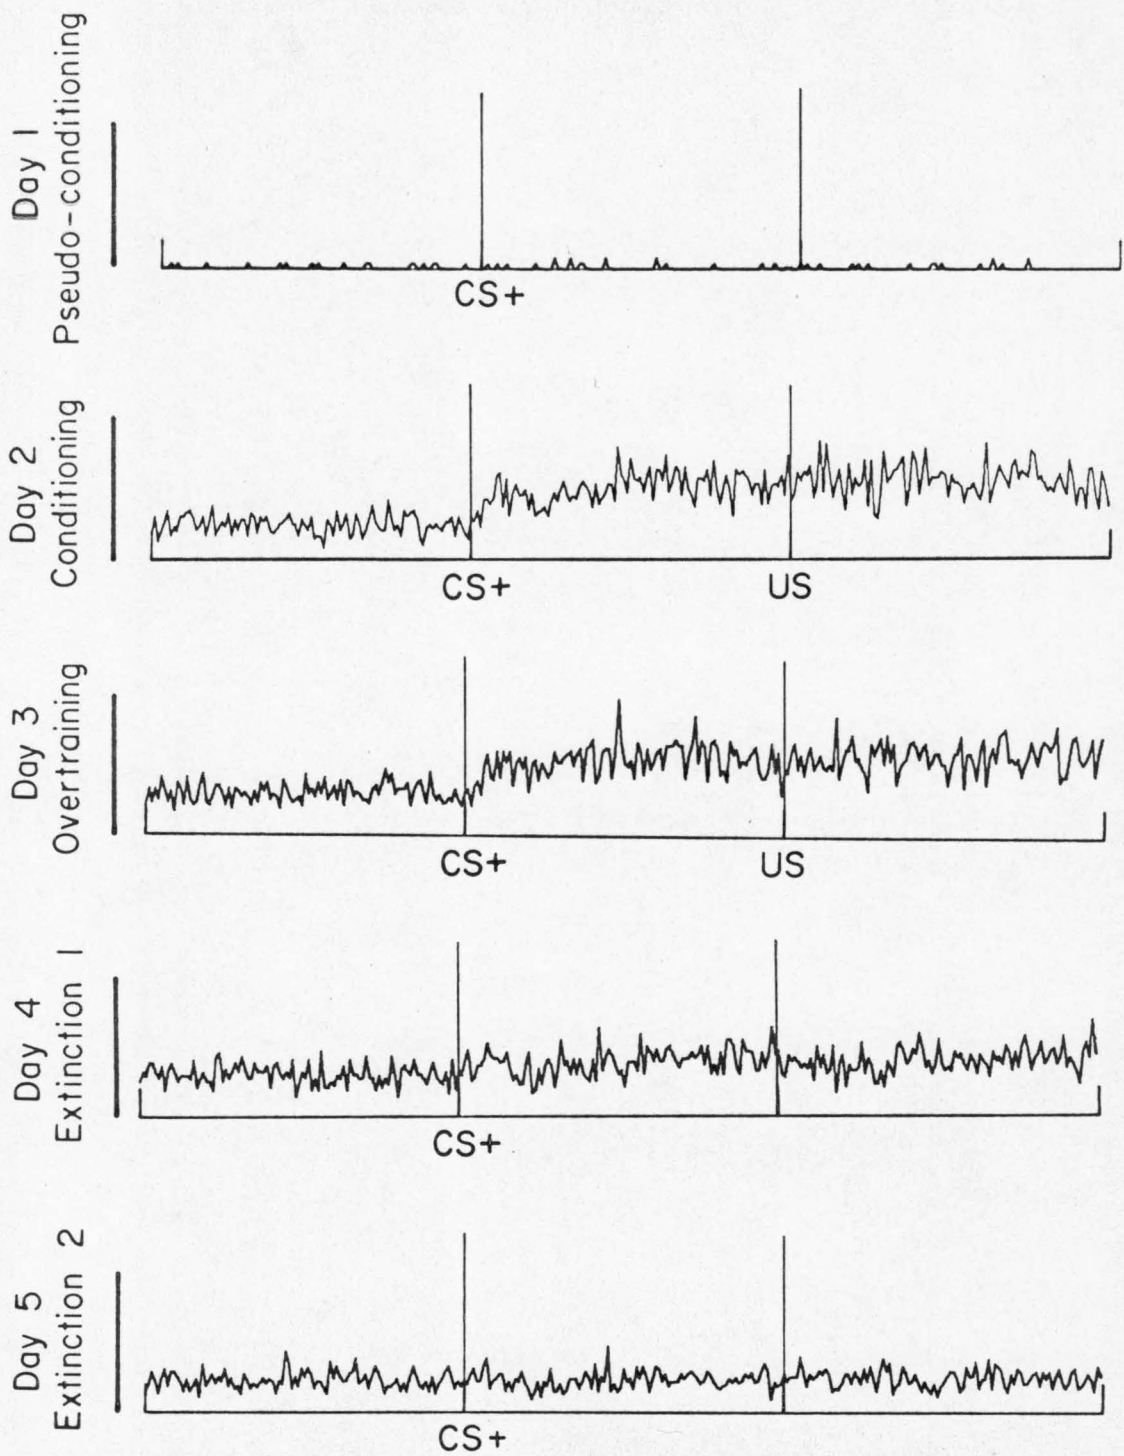 Day 1
Pseudo-conditioning
CS+
Day 2
Conditioning
CS+ US
Day 3
Overtraining
CS+ US
Day 4
Extinction 1
CS+
Day 5
Extinction 2
CS+